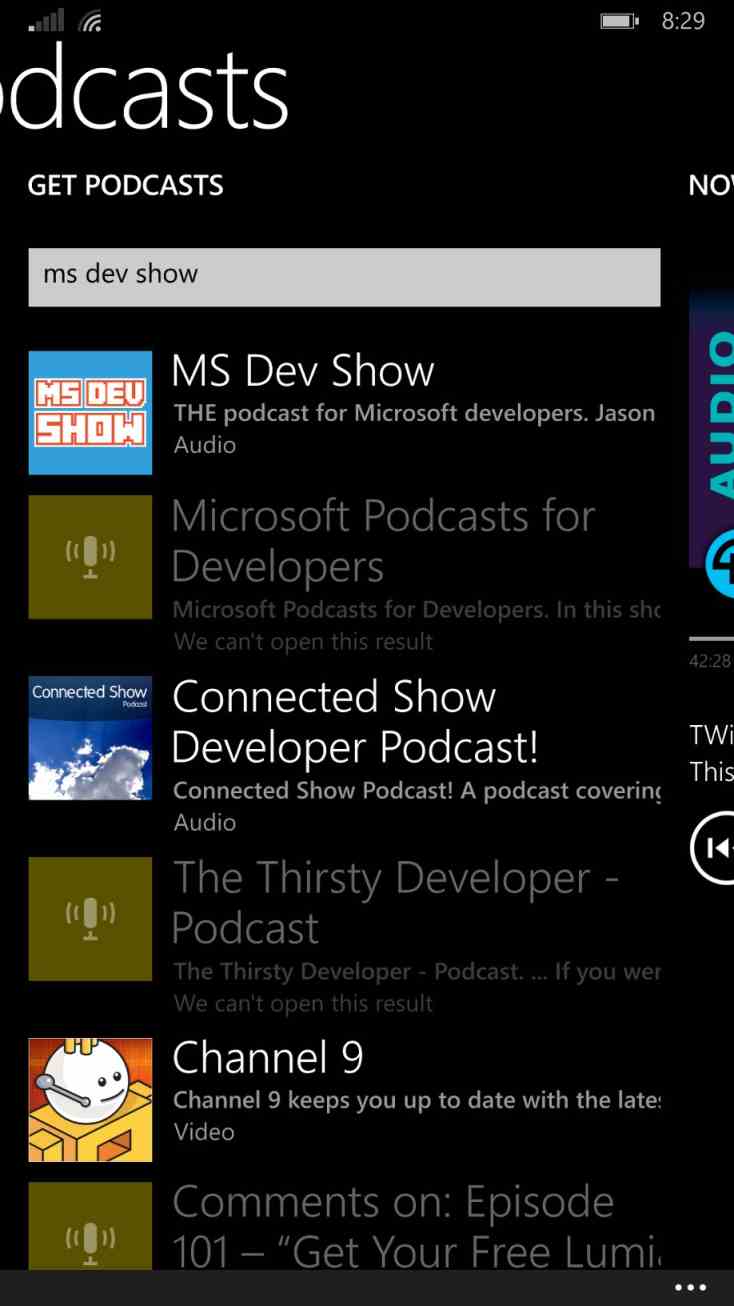 8:29
odcasts
GET PODCASTS
NOV
ms dev show
MS DEV
SHOW
MS Dev Show
THE podcast for Microsoft developers. Jason
Audio
AUDIO
Microsoft Podcasts for
Developers
Microsoft Podcasts for Developers. In this sho
We can't open this result
42:28
Connected Show
Podcast
Connected Show
Developer Podcast!
Connected Show Podcast! A podcast covering
Audio
TWi
This
The Thirsty Developer -
Podcast
The Thirsty Developer - Podcast. ... If you wer
We can't open this result
Channel 9
Channel 9 keeps you up to date with the lates
Video
Comments on: Episode
101 – “Get Your Free Lumi